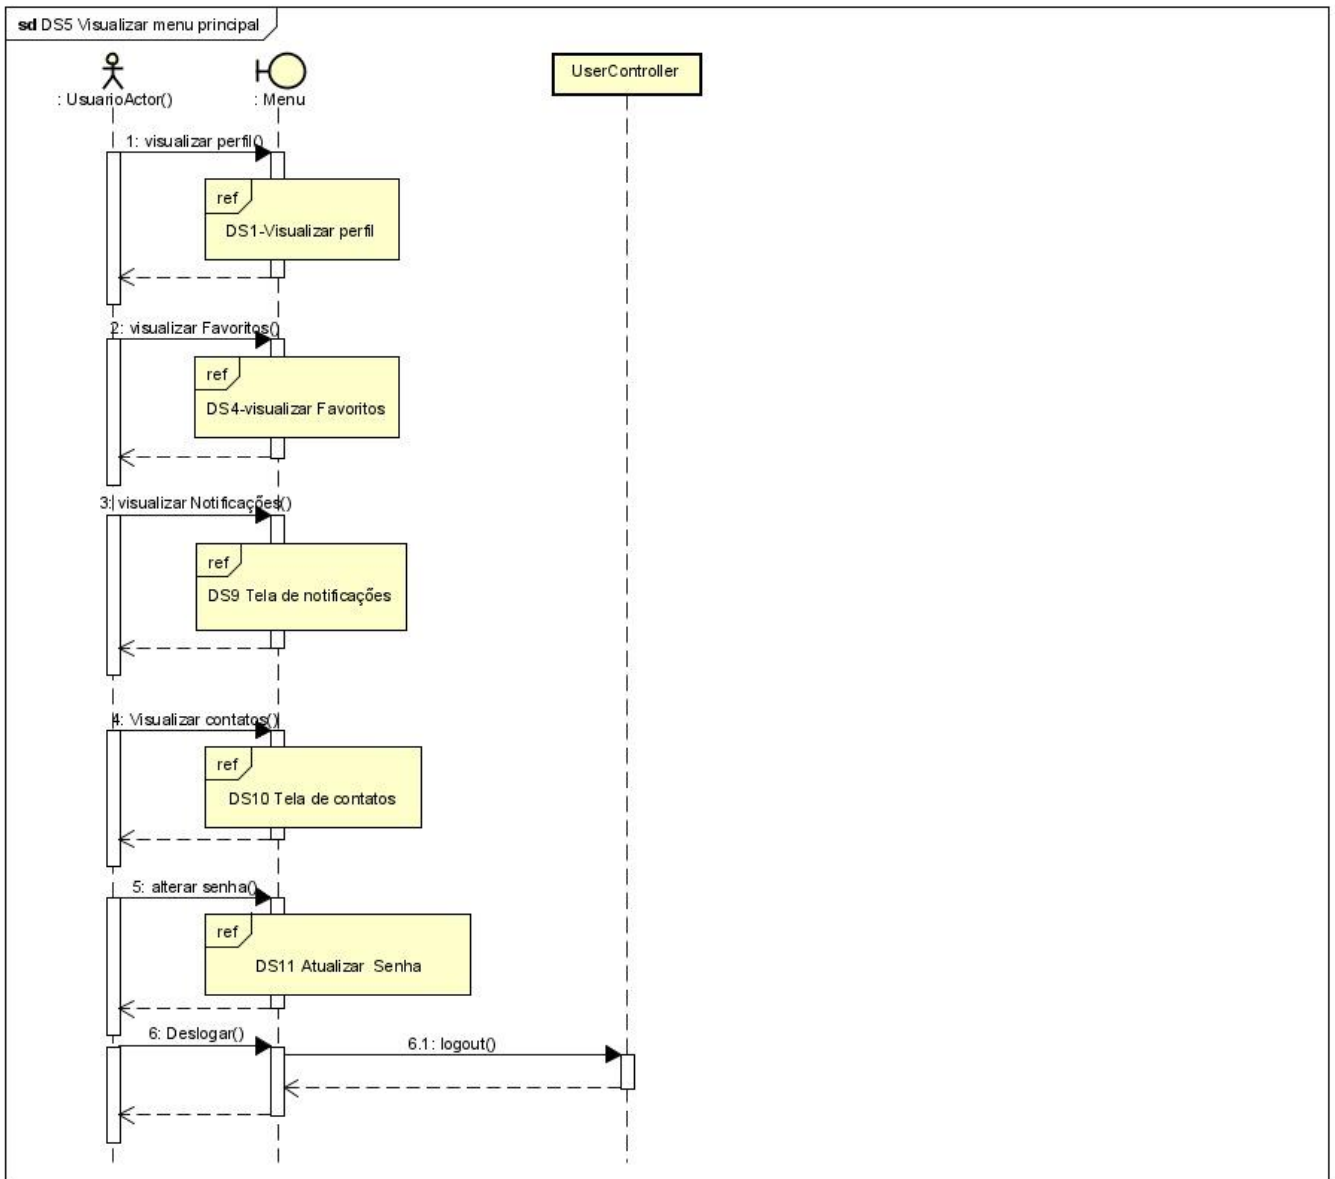 sd DS5 Visualizar menu principal
: UsuarioActor()
: Menu
UserController
1: visualizar perfil()
ref
DS1-Visualizar perfil
2: visualizar Favoritos()
ref
DS4-visualizar Favoritos
3: visualizar Notificações()
ref
DS9 Tela de notificações
4: Visualizar contatos()
ref
DS10 Tela de contatos
5: alterar senha()
ref
DS11 Atualizar Senha
6: Deslogar()
6.1: logout()